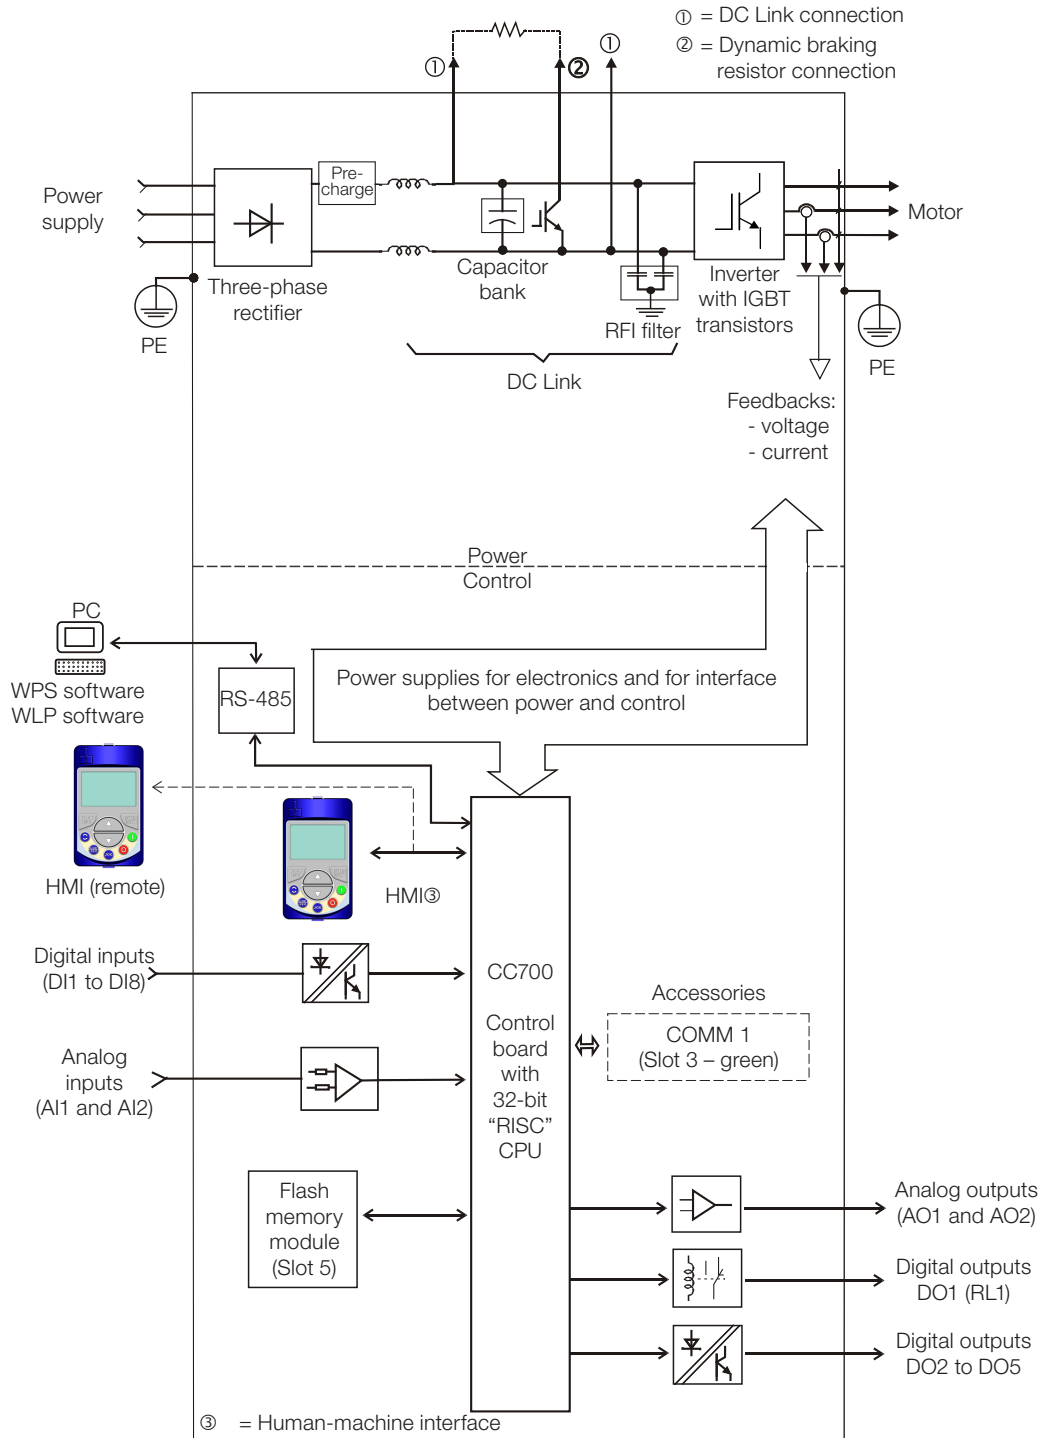 ① = DC Link connection
② = Dynamic braking
resistor connection
①
②
①
Pre-
charge
Power
supply
Motor
Three-phase
rectifier
Capacitor
bank
Inverter
with IGBT
transistors
RFI filter
PE
PE
DC Link
Feedbacks:
- voltage
- current
Power
Control
PC
WPS software
WLP software
RS-485
Power supplies for electronics and for interface
between power and control
HMI (remote)
HMI③
Digital inputs
(DI1 to DI8)
CC700
Control
board
with
32-bit
“RISC”
CPU
Accessories
COMM 1
(Slot 3 – green)
Analog
inputs
(AI1 and AI2)
Flash
memory
module
(Slot 5)
Analog outputs
(AO1 and AO2)
Digital outputs
DO1 (RL1)
Digital outputs
DO2 to DO5
③ = Human-machine interface